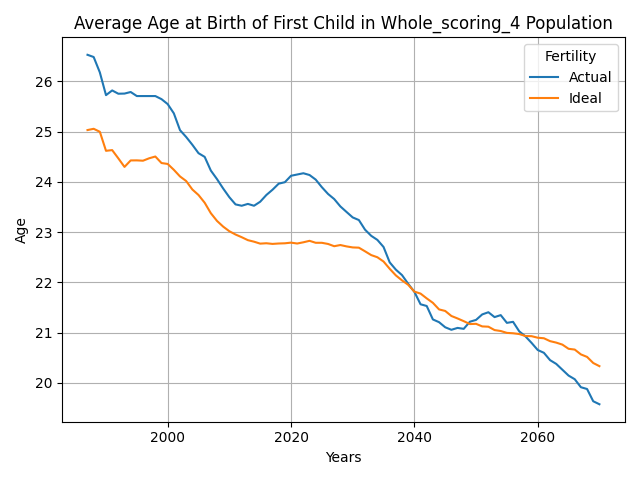 Average Age at Birth of First Child in Whole_scoring_4 Population
Fertility
Actual
Ideal
26
25
24
23
22
21
20
Age
2000
2020
2040
2060
Years